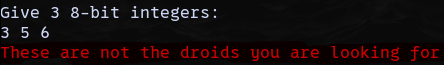 Give 3 8-bit integers:
3 5 6
These are not the droids you are looking for